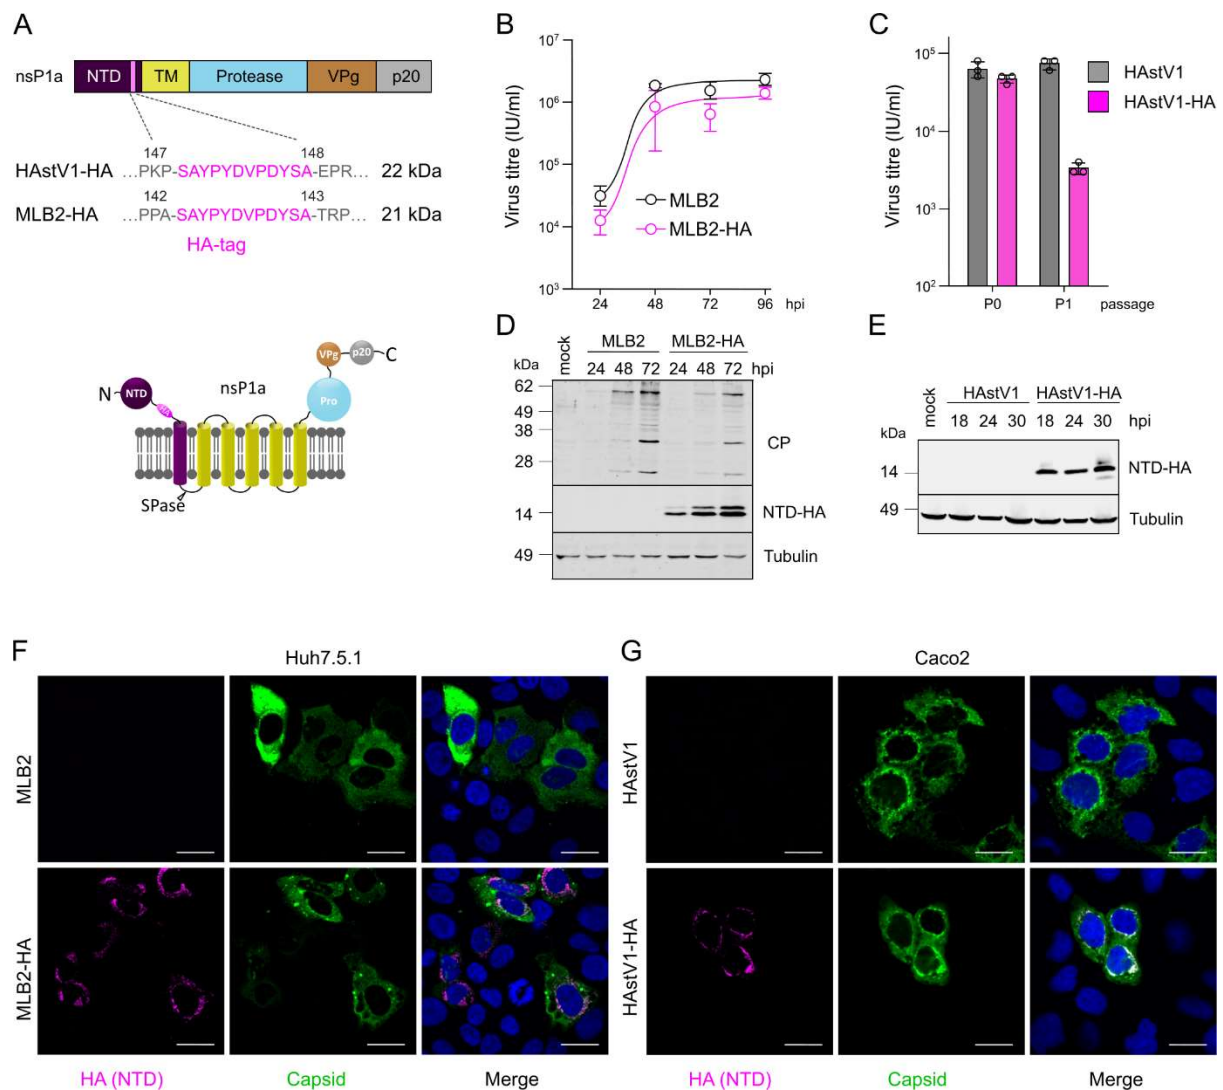 A
nsP1a NTD TM Protease VPg p20
147 148
HAstV1-HA …PKP-SAYPYDVPDYSA-EPR… 22 kDa
142 143
MLB2-HA …PPA-SAYPYDVPDYSA-TRP… 21 kDa
HA-tag
N NTD nsP1a Pro VPg p20 C
SPase
B
Virus titre (IU/ml)
10⁷
10⁶
10⁵
10⁴
10³
MLB2
MLB2-HA
24 48 72 96 hpi
C
Virus titre (IU/ml)
10⁵
10⁴
10³
10²
HAstV1
HAstV1-HA
P0 P1 passage
D
mock MLB2 MLB2-HA
kDa 24 48 72 24 48 72 hpi
62
49
38
28
CP
14 NTD-HA
49 Tubulin
E
mock HAstV1 HAstV1-HA
kDa 18 24 30 18 24 30 hpi
14 NTD-HA
49 Tubulin
F
Huh7.5.1
MLB2
MLB2-HA
HA (NTD) Capsid Merge
G
Caco2
HAstV1
HAstV1-HA
HA (NTD) Capsid Merge